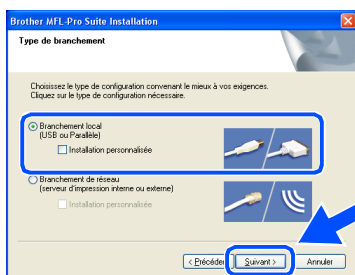 Brother MFL-Pro Suite Installation
Type de branchement
Choisissez le type de configuration convenant le mieux à vos exigences.
Cliquez sur le type de configuration nécessaire.
Branchement local
(USB ou Parallèle)
Installation personnalisée
Branchement de réseau
(serveur d'impression interne ou externe)
Installation personnalisée
< Précéder
Suivant >
Annuler